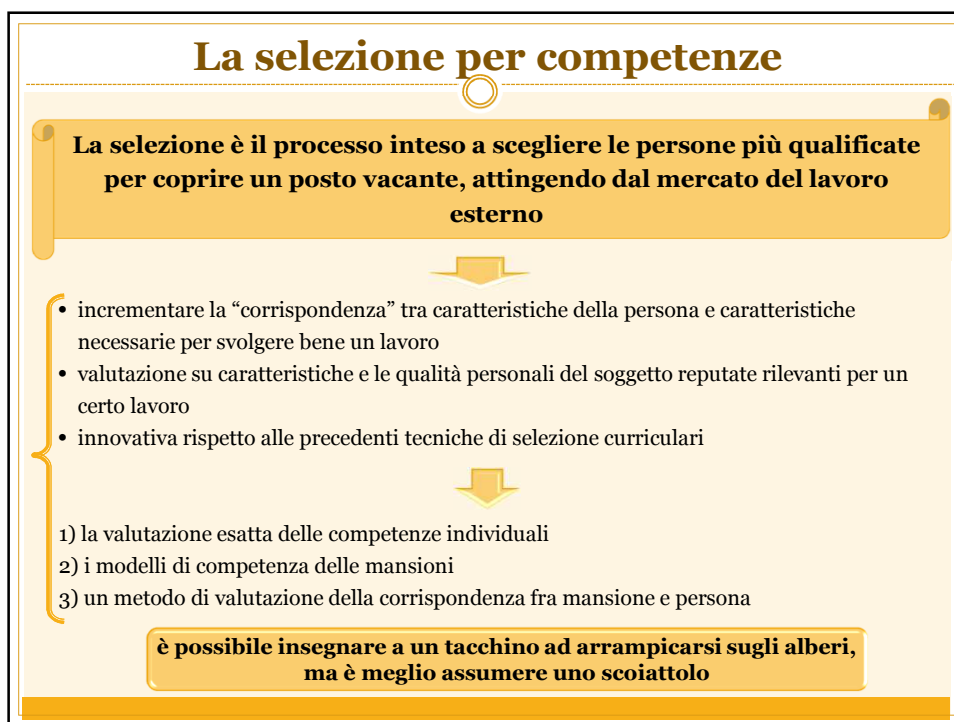 La selezione per competenze
La selezione è il processo inteso a scegliere le persone più qualificate
per coprire un posto vacante, attingendo dal mercato del lavoro
esterno
• incrementare la “corrispondenza” tra caratteristiche della persona e caratteristiche
necessarie per svolgere bene un lavoro
• valutazione su caratteristiche e le qualità personali del soggetto reputate rilevanti per un
certo lavoro
• innovativa rispetto alle precedenti tecniche di selezione curriculari
1) la valutazione esatta delle competenze individuali
2) i modelli di competenza delle mansioni
3) un metodo di valutazione della corrispondenza fra mansione e persona
è possibile insegnare a un tacchino ad arrampicarsi sugli alberi,
ma è meglio assumere uno scoiattolo